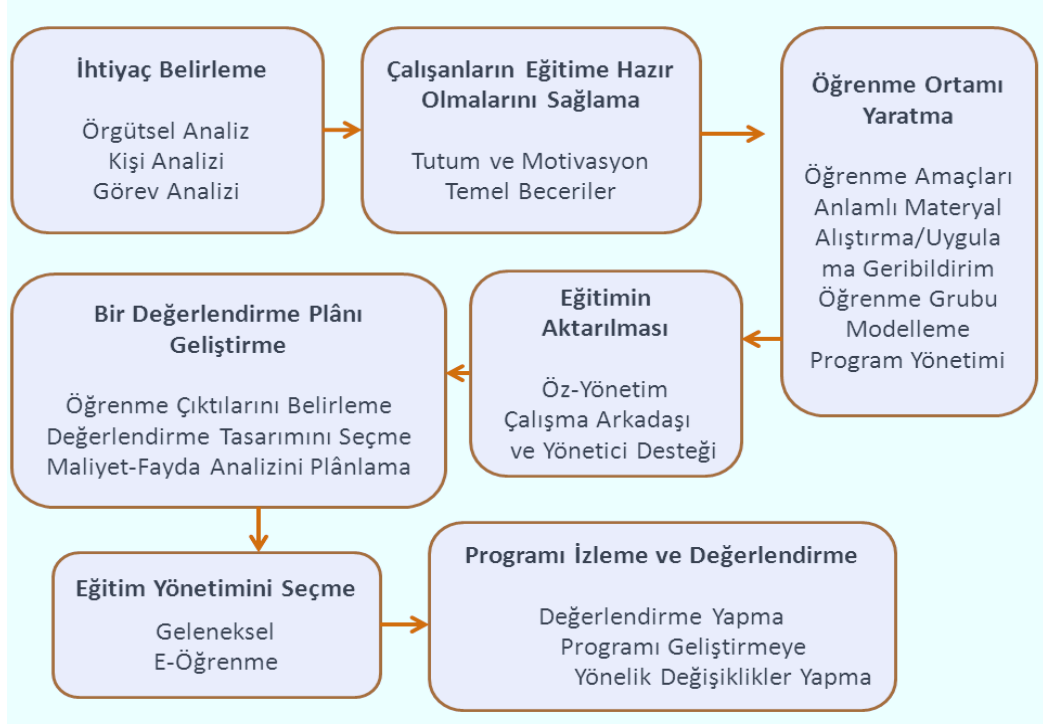 İhtiyaç Belirleme
Örgütsel Analiz
Kişi Analizi
Görev Analizi
Çalışanların Eğitime Hazır
Olmalarını Sağlama
Tutum ve Motivasyon
Temel Beceriler
Öğrenme Ortamı
Yaratma
Öğrenme Amaçları
Anlamlı Materyal
Alıştırma/Uygula
ma Geribildirim
Öğrenme Grubu
Modelleme
Program Yönetimi
Eğitimin
Aktarılması
Öz-Yönetim
Çalışma Arkadaşı
ve Yönetici Desteği
Bir Değerlendirme Plânı
Geliştirme
Öğrenme Çıktılarını Belirleme
Değerlendirme Tasarımını Seçme
Maliyet-Fayda Analizini Plânlama
Eğitim Yönetimini Seçme
Geleneksel
E-Öğrenme
Programı İzleme ve Değerlendirme
Değerlendirme Yapma
Programı Geliştirmeye
Yönelik Değişiklikler Yapma